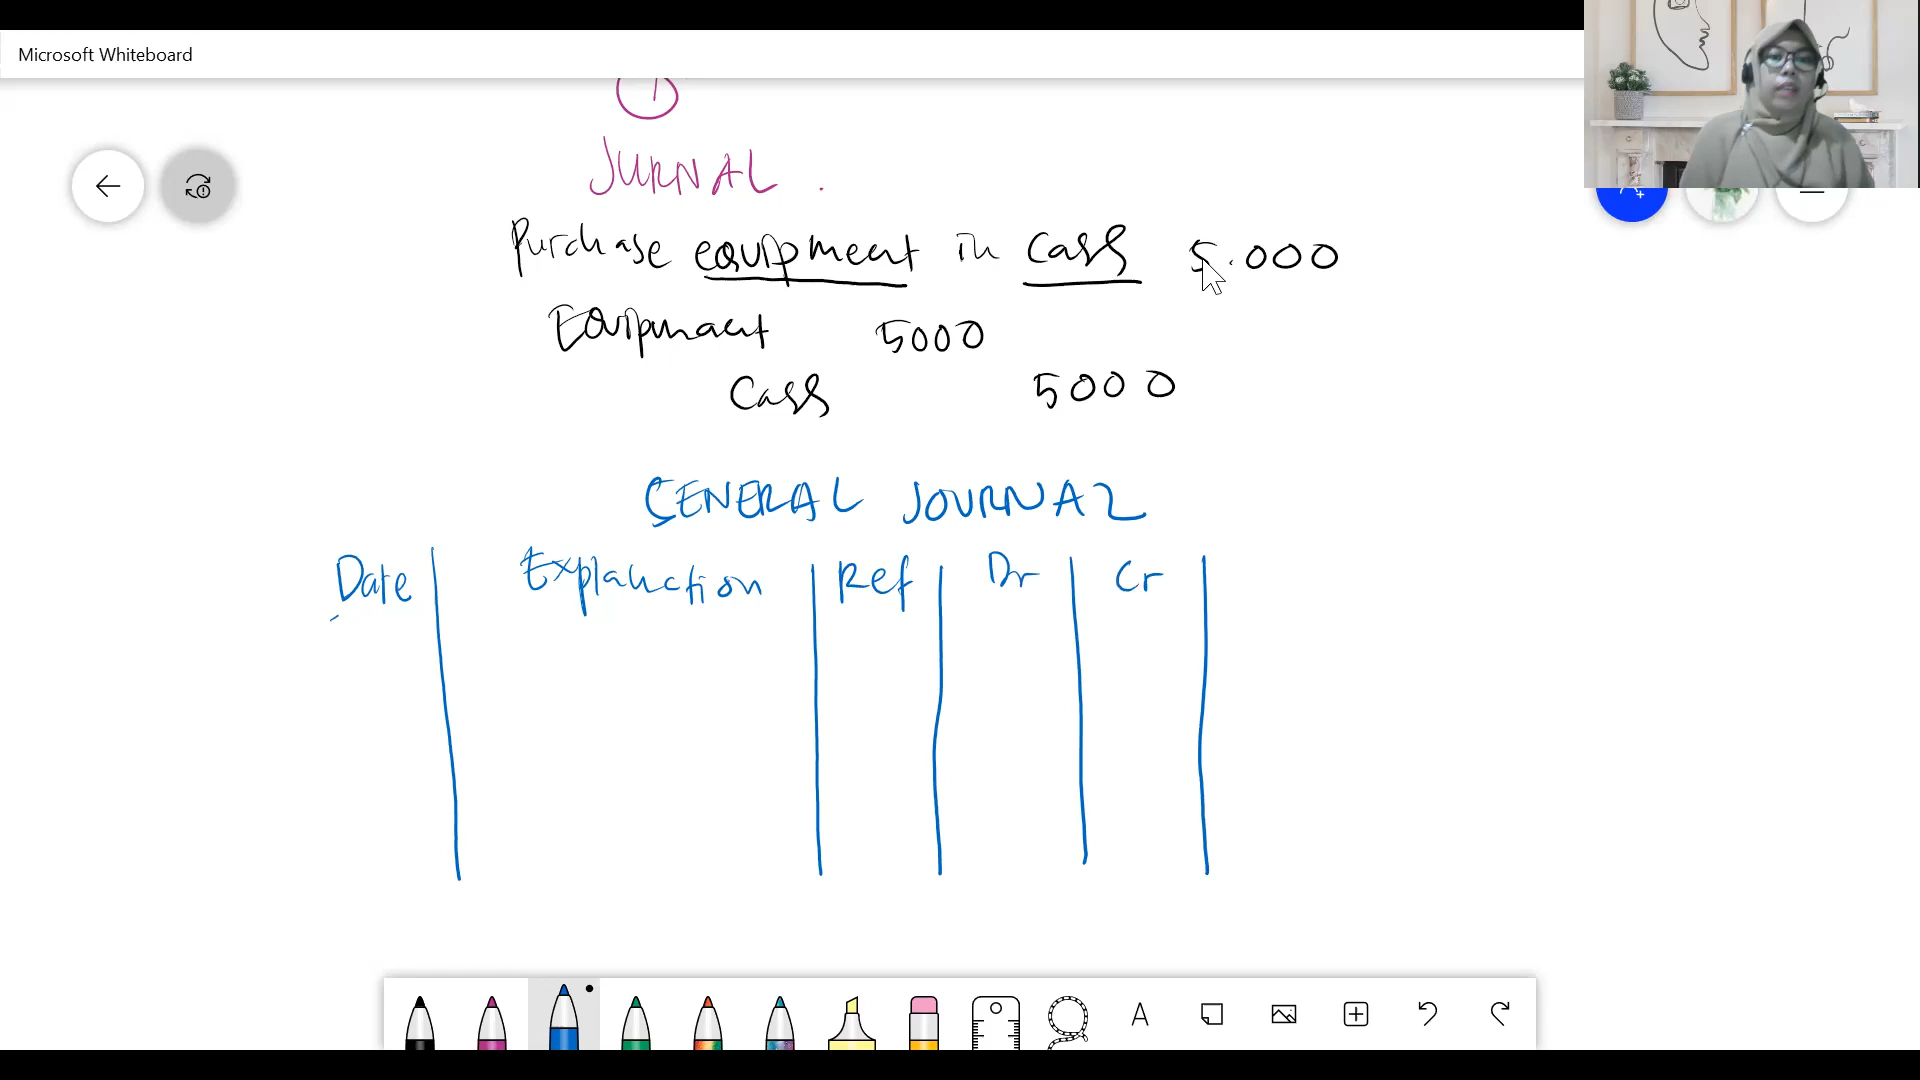 Microsoft Whiteboard
1
JURNAL .
Purchase equipment in cash 5.000
Equipment 5000
Cash 5000
GENERAL JOURNAL
Date Explanation Ref Dr Cr